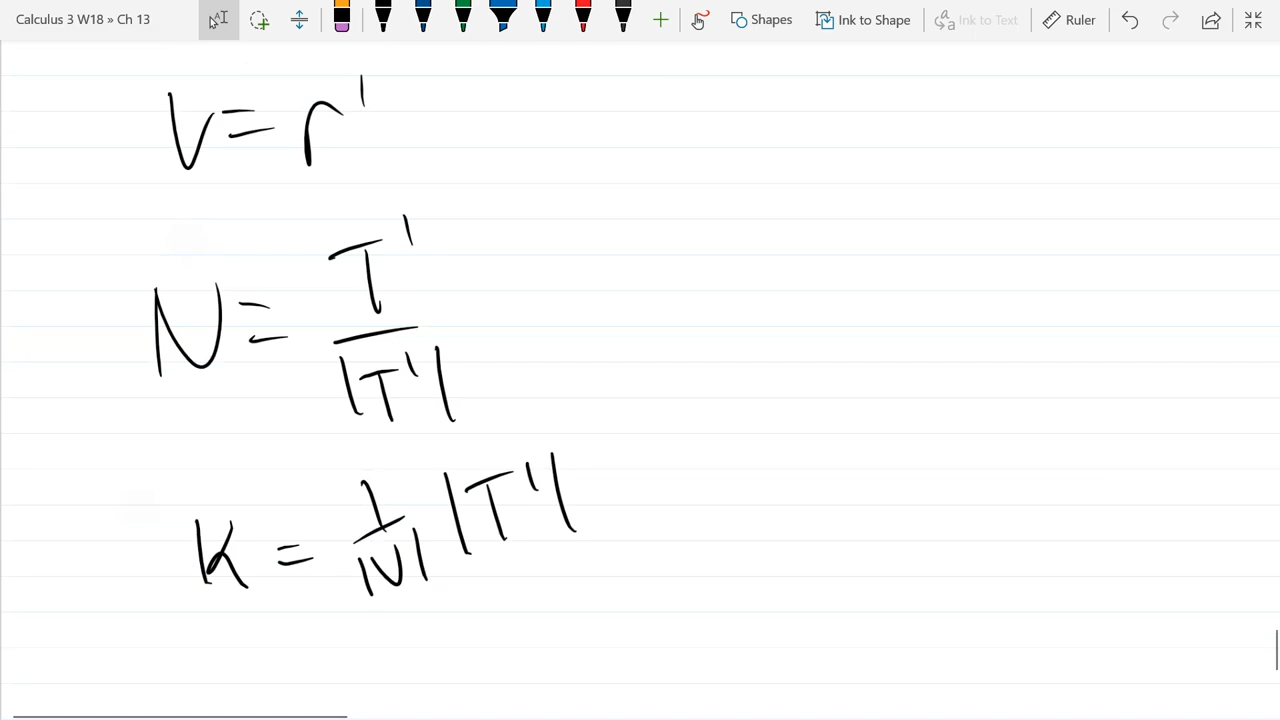 Calculus 3 W18 » Ch 13 Shapes Ink to Shape Ink to Text Ruler
V = r'
N = T' / |T'|
K = 1/|V| |T'|